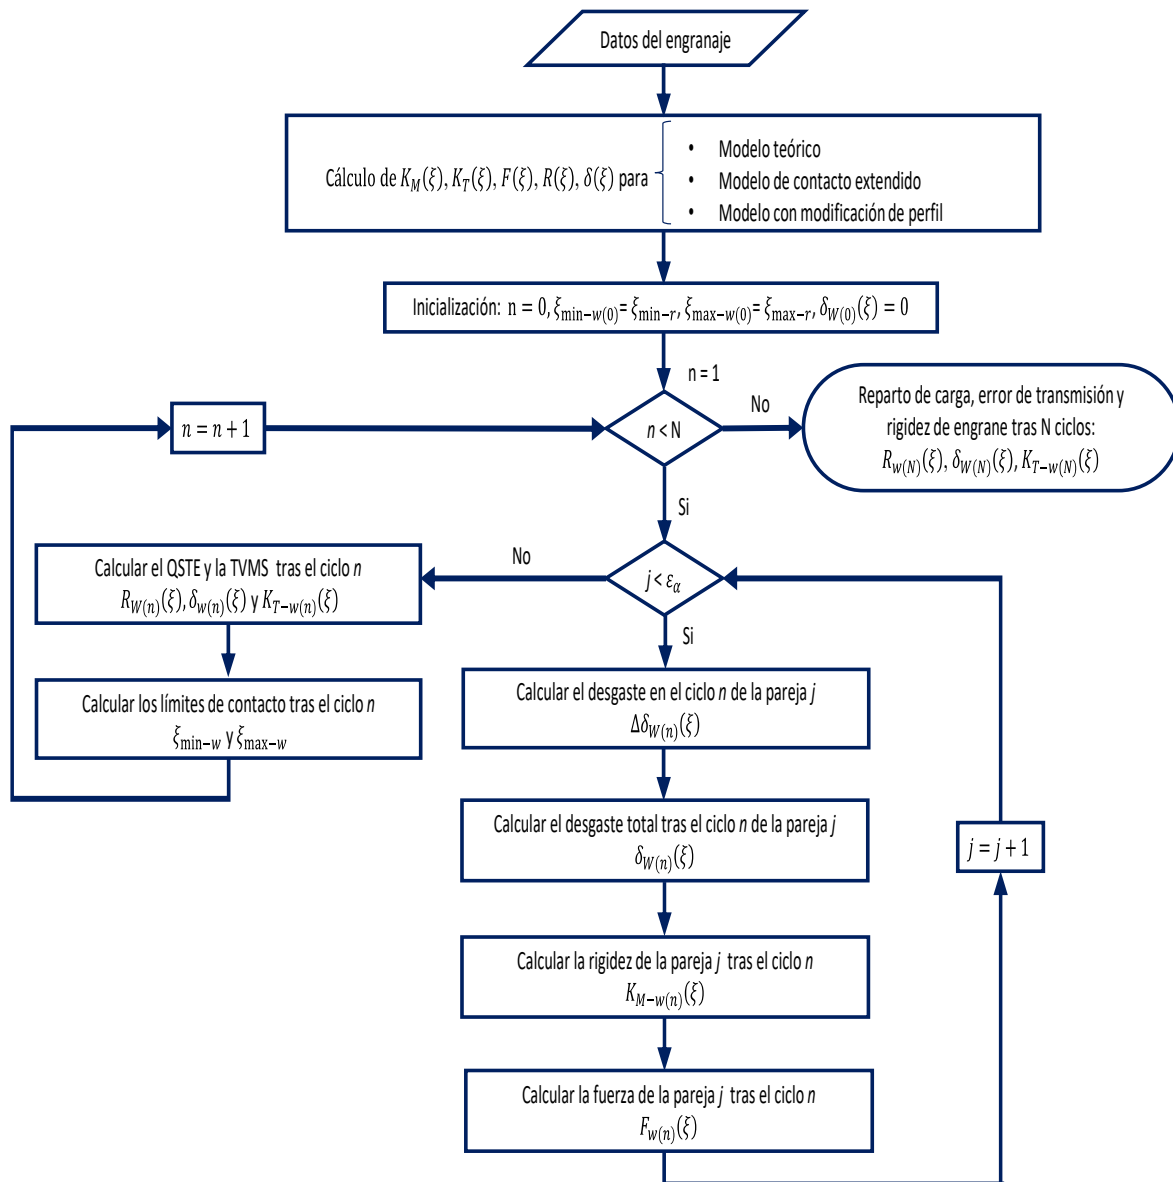 Datos del engranaje
Cálculo de K_M(ξ), K_T(ξ), F(ξ), R(ξ), δ(ξ) para
• Modelo teórico
• Modelo de contacto extendido
• Modelo con modificación de perfil
Inicialización: n = 0, ξ_min−w(0)= ξ_min−r, ξ_max−w(0)= ξ_max−r, δ_W(0)(ξ) = 0
n = 1
n = n + 1
n < N
No
Reparto de carga, error de transmisión y
rigidez de engrane tras N ciclos:
R_w(N)(ξ), δ_W(N)(ξ), K_T−w(N)(ξ)
Si
Calcular el QSTE y la TVMS tras el ciclo n
R_W(n)(ξ), δ_w(n)(ξ) y K_T−w(n)(ξ)
No
j < ε_α
Si
Calcular los límites de contacto tras el ciclo n
ξ_min−w y ξ_max−w
Calcular el desgaste en el ciclo n de la pareja j
Δδ_W(n)(ξ)
Calcular el desgaste total tras el ciclo n de la pareja j
δ_W(n)(ξ)
j = j + 1
Calcular la rigidez de la pareja j tras el ciclo n
K_M−w(n)(ξ)
Calcular la fuerza de la pareja j tras el ciclo n
F_w(n)(ξ)